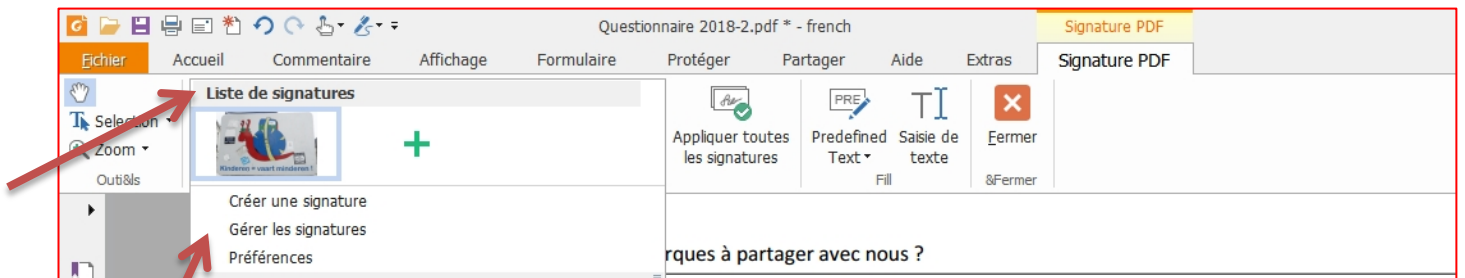 Questionnaire 2018-2.pdf * - french
Signature PDF
Fichier Accueil Commentaire Affichage Formulaire Protéger Partager Aide Extras Signature PDF
Liste de signatures
Selection
Zoom
Outi&ls
Kinderen = vaart minderen !
Créer une signature
Gérer les signatures
Préférences
Appliquer toutes
les signatures
PRE
Predefined
Text
Saisie de
texte
Fill
Fermer
&Fermer
rques à partager avec nous ?